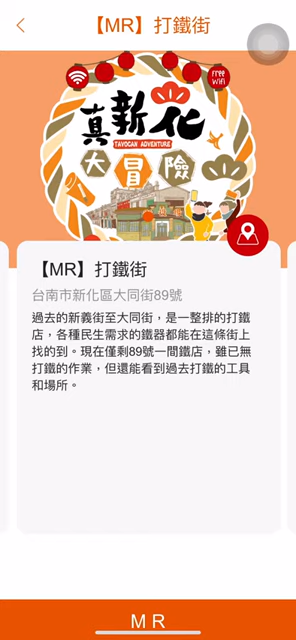 【MR】打鐵街
Free
WiFi
真新化
TAVOCAN ADVENTURE
大冒險
【MR】打鐵街
台南市新化區大同街89號
過去的新義街至大同街，是一整排的打鐵
店，各種民生需求的鐵器都能在這條街上
找的到。現在僅剩89號一間鐵店，雖已無
打鐵的作業，但還能看到過去打鐵的工具
和場所。
MR